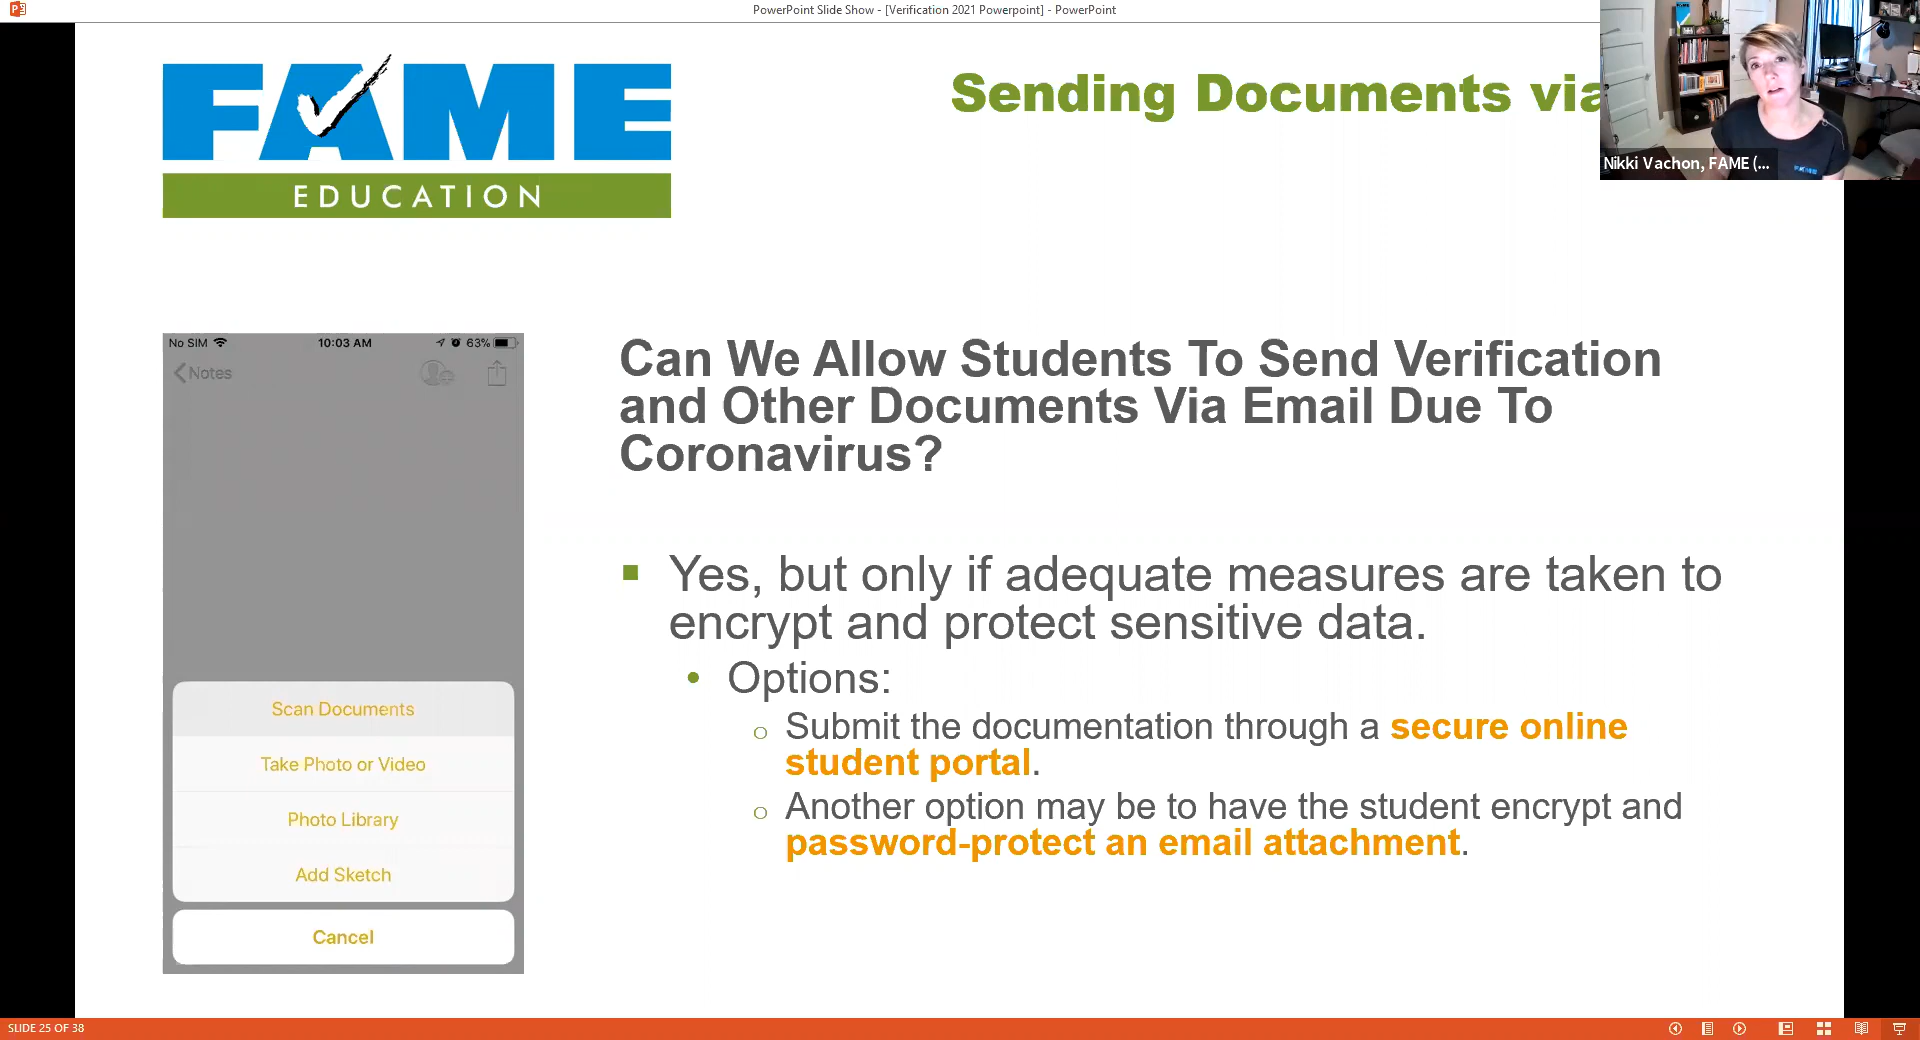 PowerPoint Slide Show - [Verification 2021 Powerpoint] - PowerPoint
FAME
EDUCATION
Sending Documents via
Nikki Vachon, FAME (...
FAME
No SIM
10:03 AM
63%
Notes
Scan Documents
Take Photo or Video
Photo Library
Add Sketch
Cancel
Can We Allow Students To Send Verification
and Other Documents Via Email Due To
Coronavirus?
Yes, but only if adequate measures are taken to
encrypt and protect sensitive data.
Options:
Submit the documentation through a secure online
student portal.
Another option may be to have the student encrypt and
password-protect an email attachment.
SLIDE 25 OF 38